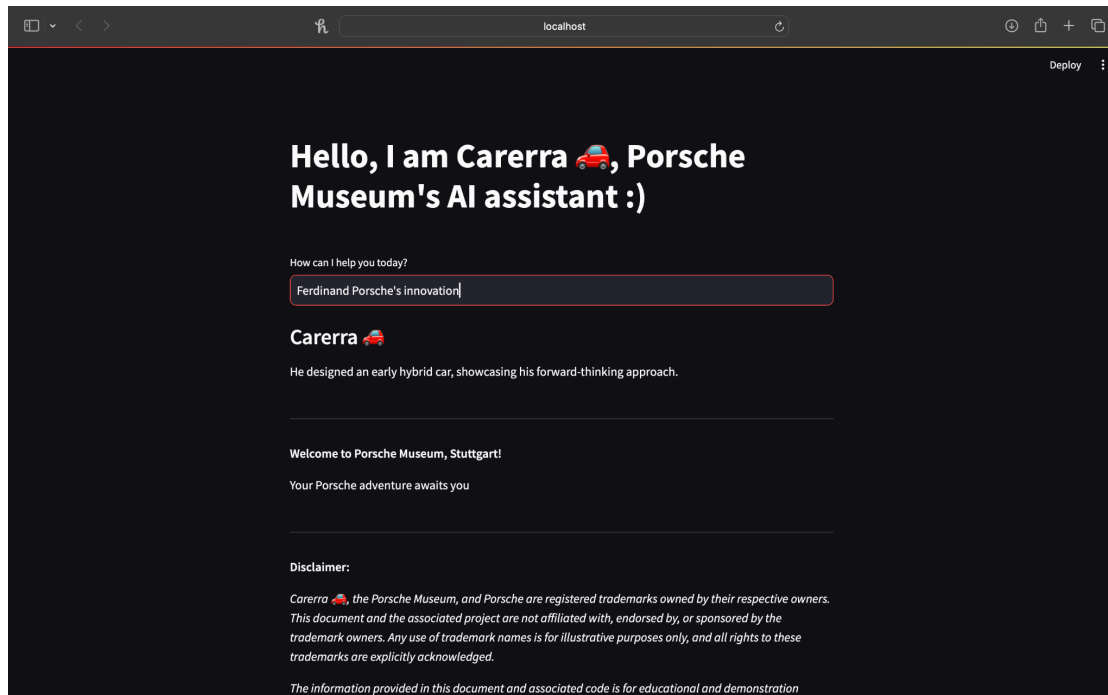 localhost
Deploy
Hello, I am Carerra 🚗, Porsche
Museum's AI assistant :)
How can I help you today?
Ferdinand Porsche's innovation
Carerra 🚗
He designed an early hybrid car, showcasing his forward-thinking approach.
Welcome to Porsche Museum, Stuttgart!
Your Porsche adventure awaits you
Disclaimer:
Carerra 🚗, the Porsche Museum, and Porsche are registered trademarks owned by their respective owners.
This document and the associated project are not affiliated with, endorsed by, or sponsored by the
trademark owners. Any use of trademark names is for illustrative purposes only, and all rights to these
trademarks are explicitly acknowledged.
The information provided in this document and associated code is for educational and demonstration